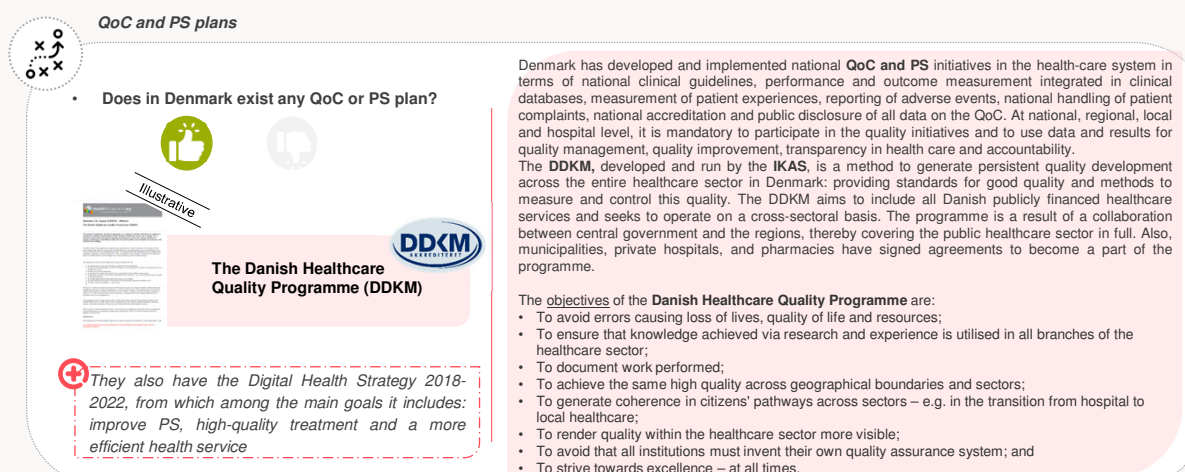 QoC and PS plans
• Does in Denmark exist any QoC or PS plan?
Illustrative
DDKM
AKKREDITERET
The Danish Healthcare
Quality Programme (DDKM)
They also have the Digital Health Strategy 2018-
2022, from which among the main goals it includes:
improve PS, high-quality treatment and a more
efficient health service
Denmark has developed and implemented national QoC and PS initiatives in the health-care system in
terms of national clinical guidelines, performance and outcome measurement integrated in clinical
databases, measurement of patient experiences, reporting of adverse events, national handling of patient
complaints, national accreditation and public disclosure of all data on the QoC. At national, regional, local
and hospital level, it is mandatory to participate in the quality initiatives and to use data and results for
quality management, quality improvement, transparency in health care and accountability.
The DDKM, developed and run by the IKAS, is a method to generate persistent quality development
across the entire healthcare sector in Denmark: providing standards for good quality and methods to
measure and control this quality. The DDKM aims to include all Danish publicly financed healthcare
services and seeks to operate on a cross-sectoral basis. The programme is a result of a collaboration
between central government and the regions, thereby covering the public healthcare sector in full. Also,
municipalities, private hospitals, and pharmacies have signed agreements to become a part of the
programme.
The objectives of the Danish Healthcare Quality Programme are:
• To avoid errors causing loss of lives, quality of life and resources;
• To ensure that knowledge achieved via research and experience is utilised in all branches of the
healthcare sector;
• To document work performed;
• To achieve the same high quality across geographical boundaries and sectors;
• To generate coherence in citizens' pathways across sectors – e.g. in the transition from hospital to
local healthcare;
• To render quality within the healthcare sector more visible;
• To avoid that all institutions must invent their own quality assurance system; and
• To strive towards excellence – at all times.